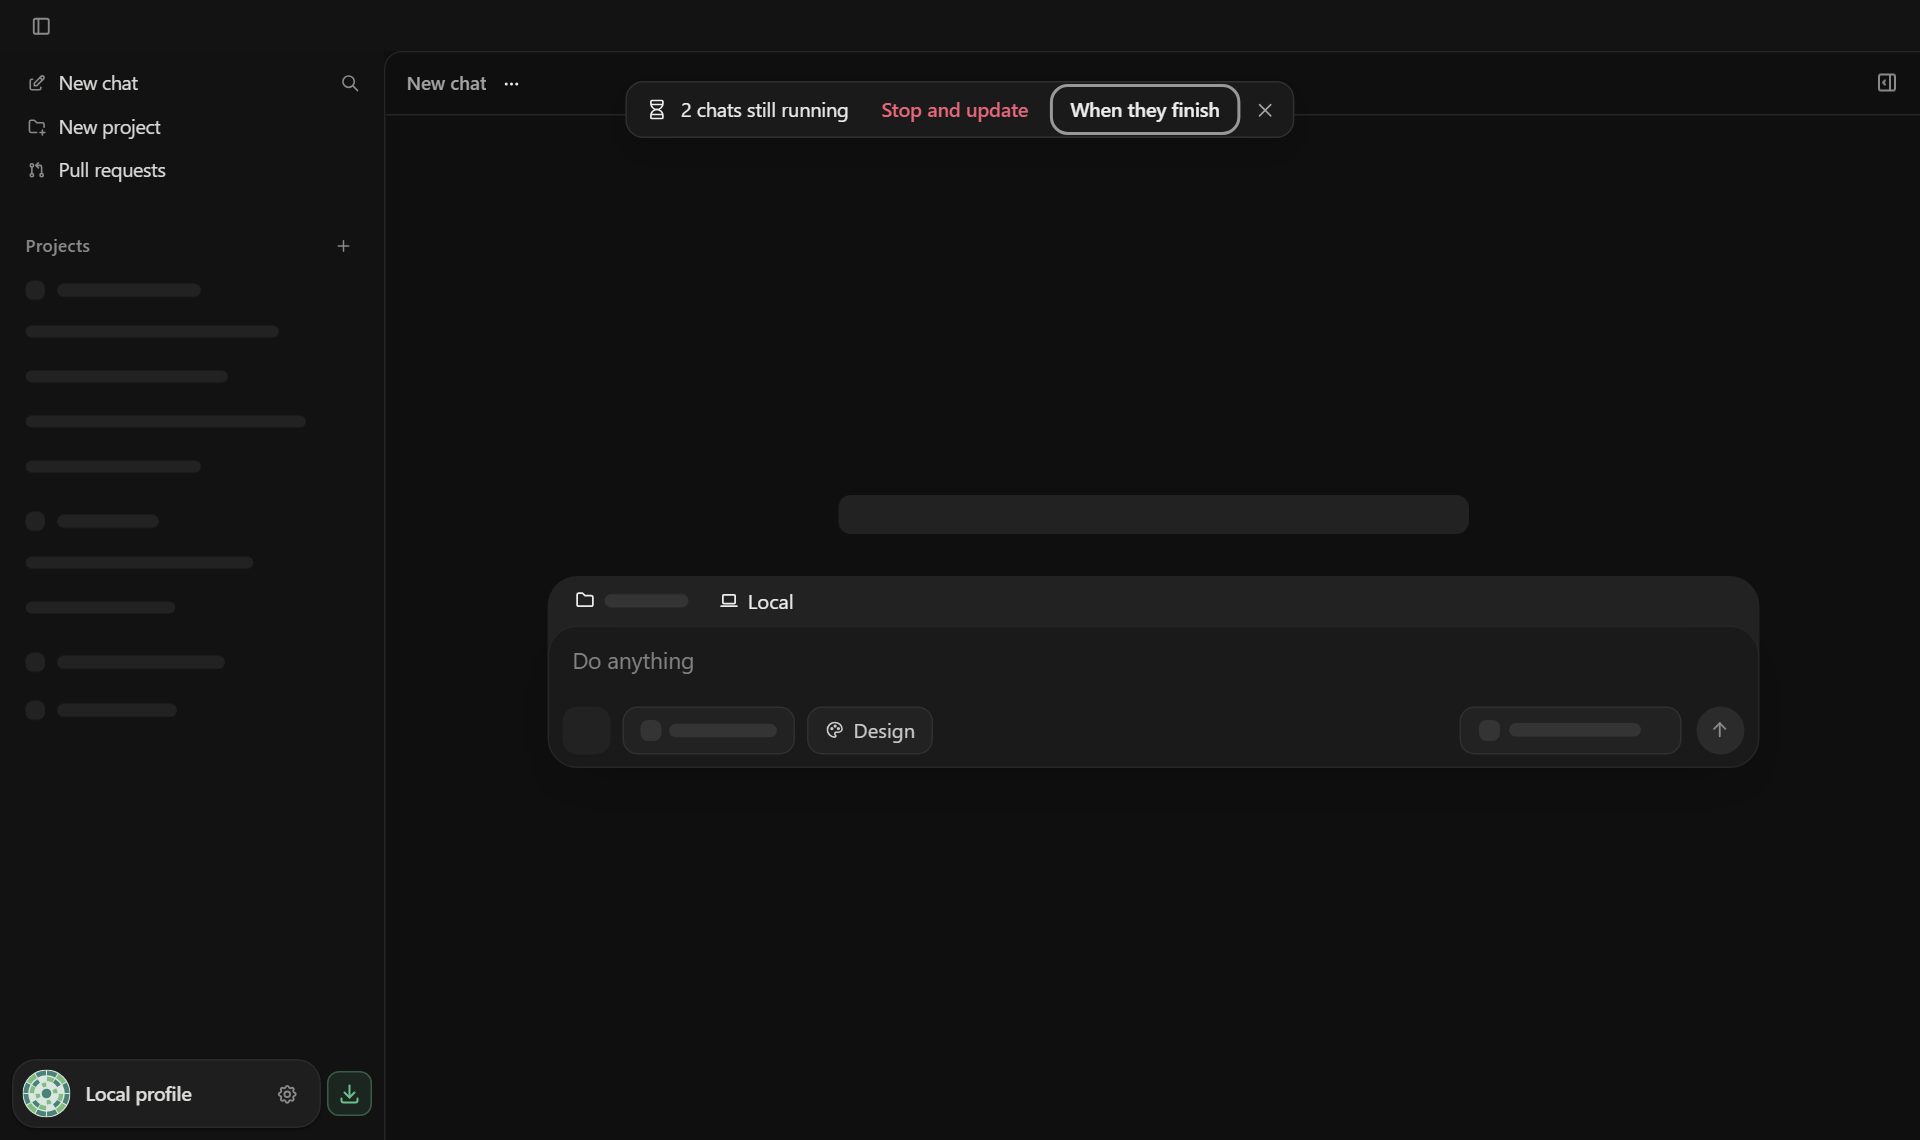 New chat
New project
Pull requests
Projects
Local profile
New chat
2 chats still running Stop and update When they finish
Local
Do anything
Design